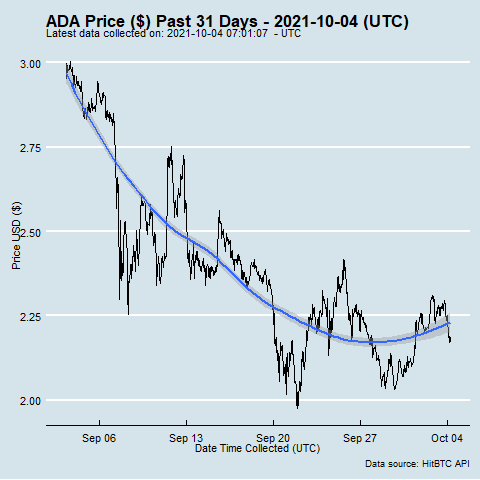 ADA Price ($) Past 31 Days - 2021-10-04 (UTC)
Latest data collected on: 2021-10-04 07:01:07  - UTC
3.00
2.75
2.50
2.25
2.00
Price USD ($)
Sep 06 Sep 13 Sep 20 Sep 27 Oct 04
Date Time Collected (UTC)
Data source: HitBTC API